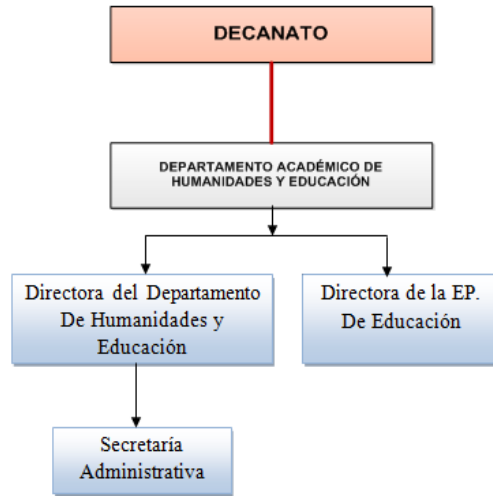 DECANATO
DEPARTAMENTO ACADÉMICO DE
HUMANIDADES Y EDUCACIÓN
Directora del Departamento
De Humanidades y
Educación
Directora de la EP.
De Educación
Secretaría
Administrativa